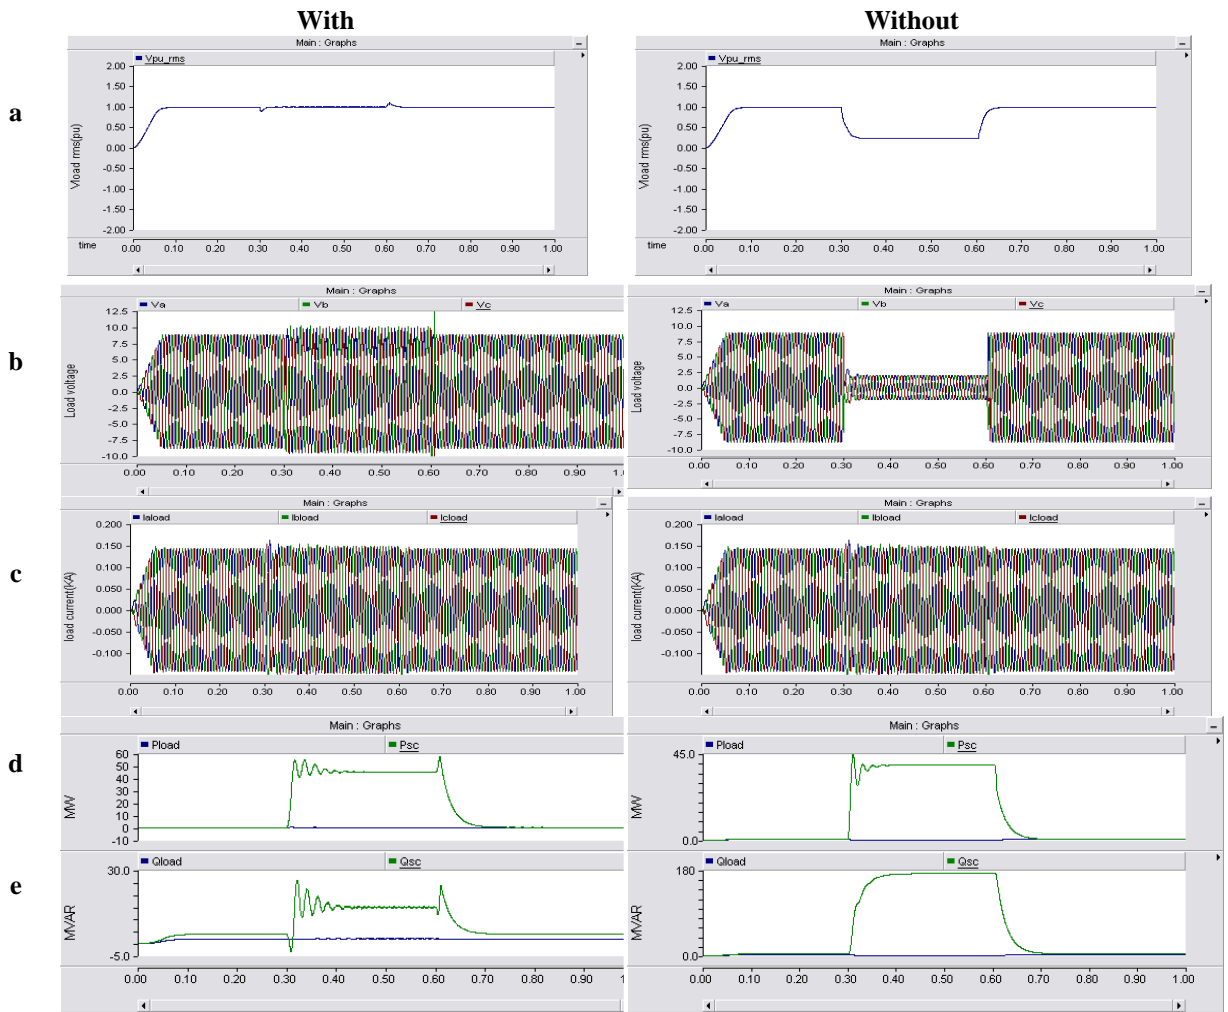 With
Without
a
Main : Graphs
Vpu_rms
Vload rms(pu)
2.00
1.50
1.00
0.50
0.00
-0.50
-1.00
-1.50
-2.00
time 0.00 0.10 0.20 0.30 0.40 0.50 0.60 0.70 0.80 0.90 1.00
Main : Graphs
Vpu_rms
Vload rms(pu)
2.00
1.50
1.00
0.50
0.00
-0.50
-1.00
-1.50
-2.00
time 0.00 0.10 0.20 0.30 0.40 0.50 0.60 0.70 0.80 0.90 1.00
b
Main : Graphs
Va Vb Vc
Load voltage
12.5
10.0
7.5
5.0
2.5
0.0
-2.5
-5.0
-7.5
-10.0
0.00 0.10 0.20 0.30 0.40 0.50 0.60 0.70 0.80 0.90 1.0
Main : Graphs
Va Vb Vc
Load voltage
12.5
10.0
7.5
5.0
2.5
0.0
-2.5
-5.0
-7.5
-10.0
0.00 0.10 0.20 0.30 0.40 0.50 0.60 0.70 0.80 0.90 1.00
c
Main : Graphs
Iaload Ibload Icload
load current(KA)
0.200
0.150
0.100
0.050
0.000
-0.050
-0.100
0.00 0.10 0.20 0.30 0.40 0.50 0.60 0.70 0.80 0.90 1.00
Main : Graphs
Iaload Ibload Icload
load current(KA)
0.200
0.150
0.100
0.050
0.000
-0.050
-0.100
0.00 0.10 0.20 0.30 0.40 0.50 0.60 0.70 0.80 0.90 1.00
d
Main : Graphs
Pload Psc
MW
60
50
40
30
20
10
0
-10
Main : Graphs
Pload Psc
MW
45.0
0.0
e
Qload Qsc
MVAR
30.0
-5.0
0.00 0.10 0.20 0.30 0.40 0.50 0.60 0.70 0.80 0.90 1.0
Qload Qsc
MVAR
180
0.0
0.00 0.10 0.20 0.30 0.40 0.50 0.60 0.70 0.80 0.90 1.00